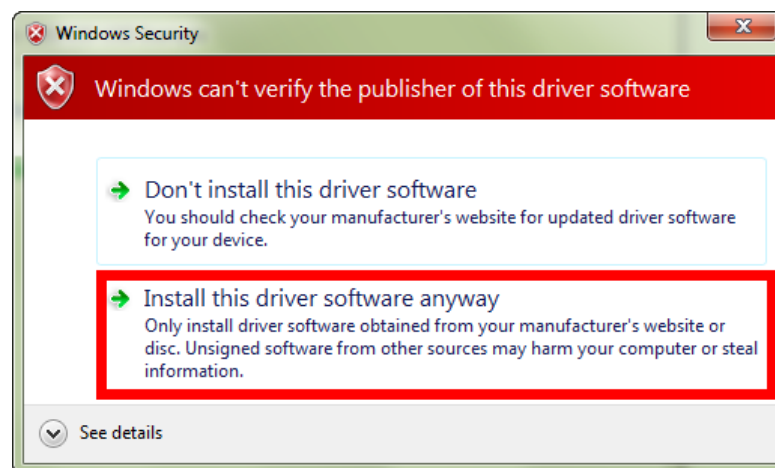 Windows Security
Windows can't verify the publisher of this driver software
Don't install this driver software
You should check your manufacturer's website for updated driver software
for your device.
Install this driver software anyway
Only install driver software obtained from your manufacturer's website or
disc. Unsigned software from other sources may harm your computer or steal
information.
See details